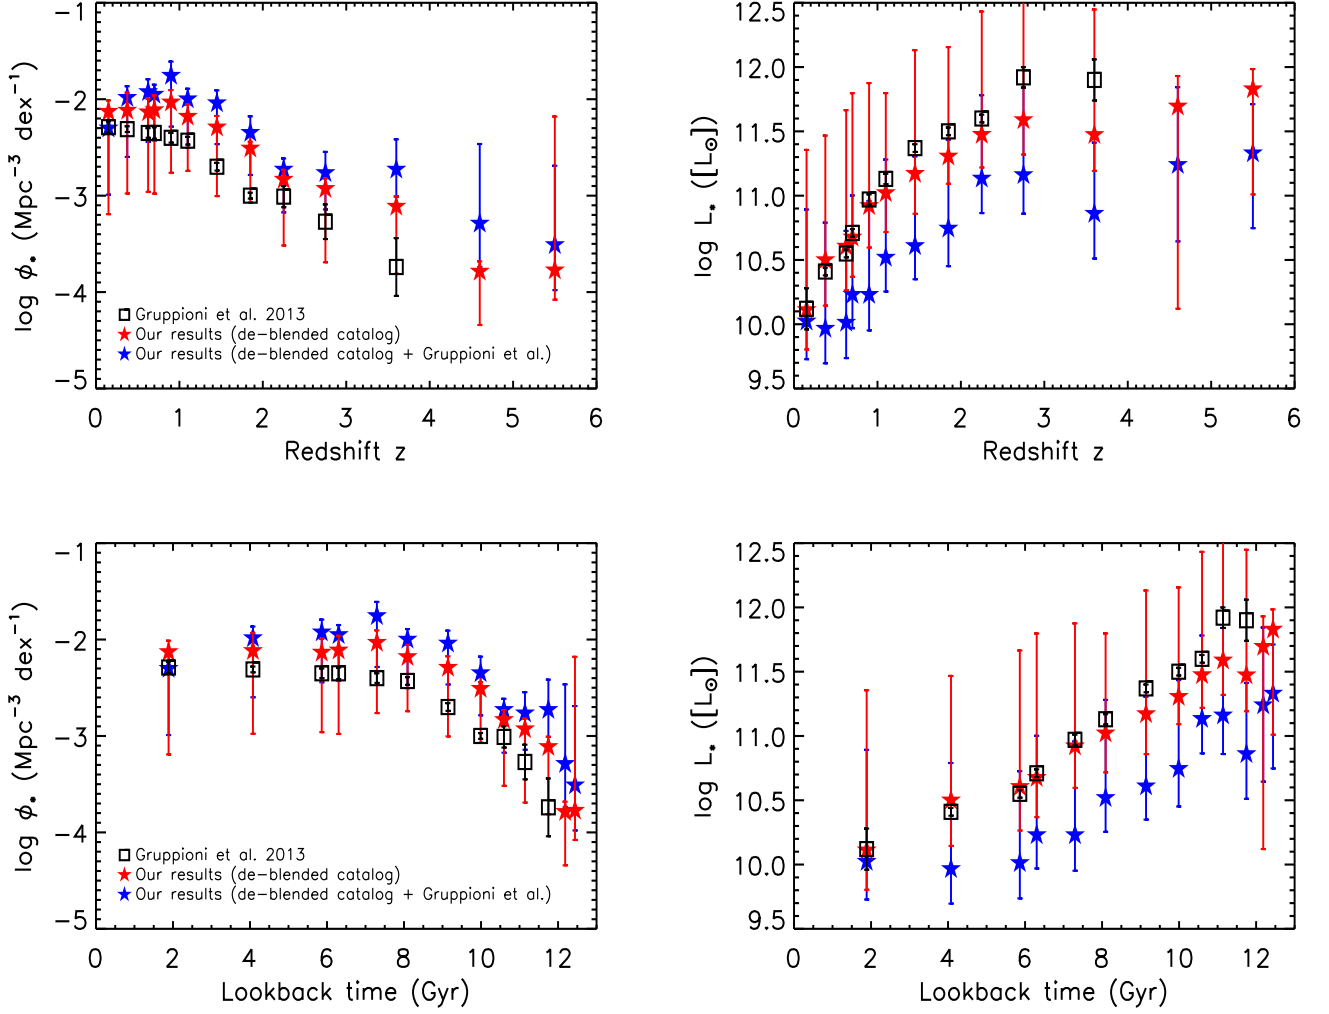 −1
−2
−3
−4
−5
log ϕ* (Mpc⁻³ dex⁻¹)
□ Gruppioni et al. 2013
★ Our results (de−blended catalog)
★ Our results (de−blended catalog + Gruppioni et al.)
0 1 2 3 4 5 6
Redshift z
12.5
12.0
11.5
11.0
10.5
10.0
9.5
log L* ([L⊙])
0 1 2 3 4 5 6
Redshift z
−1
−2
−3
−4
−5
log ϕ* (Mpc⁻³ dex⁻¹)
□ Gruppioni et al. 2013
★ Our results (de−blended catalog)
★ Our results (de−blended catalog + Gruppioni et al.)
0 2 4 6 8 10 12
Lookback time (Gyr)
12.5
12.0
11.5
11.0
10.5
10.0
9.5
log L* ([L⊙])
0 2 4 6 8 10 12
Lookback time (Gyr)